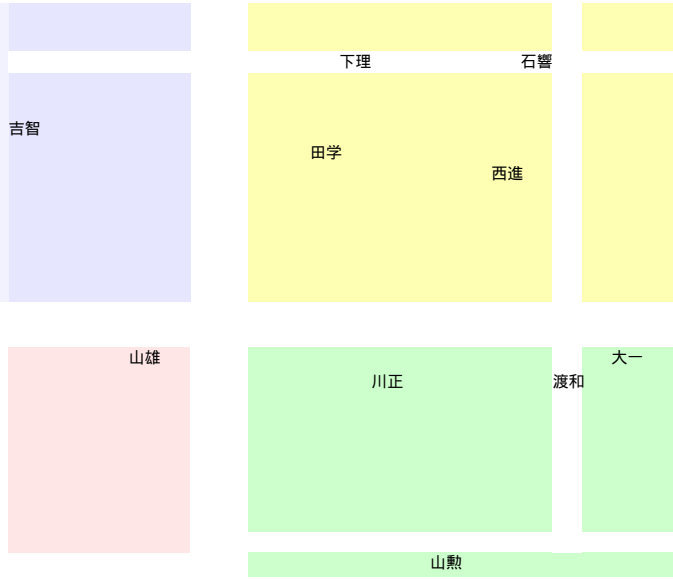 下理
石響
吉智
田学
西進
山雄
大一
川正
渡和
山勲